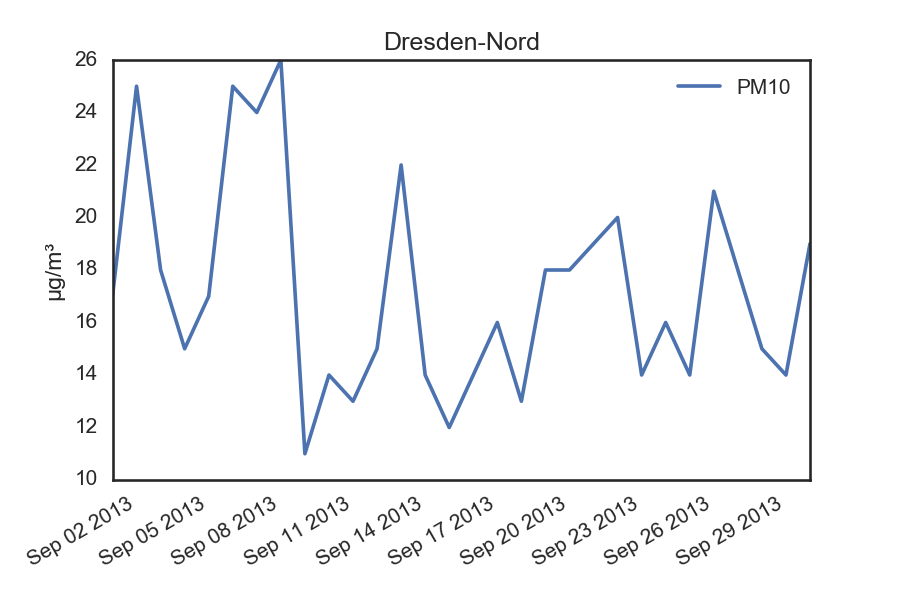 Dresden-Nord
PM10
µg/m³
26
24
22
20
18
16
14
12
10
Sep 02 2013
Sep 05 2013
Sep 08 2013
Sep 11 2013
Sep 14 2013
Sep 17 2013
Sep 20 2013
Sep 23 2013
Sep 26 2013
Sep 29 2013